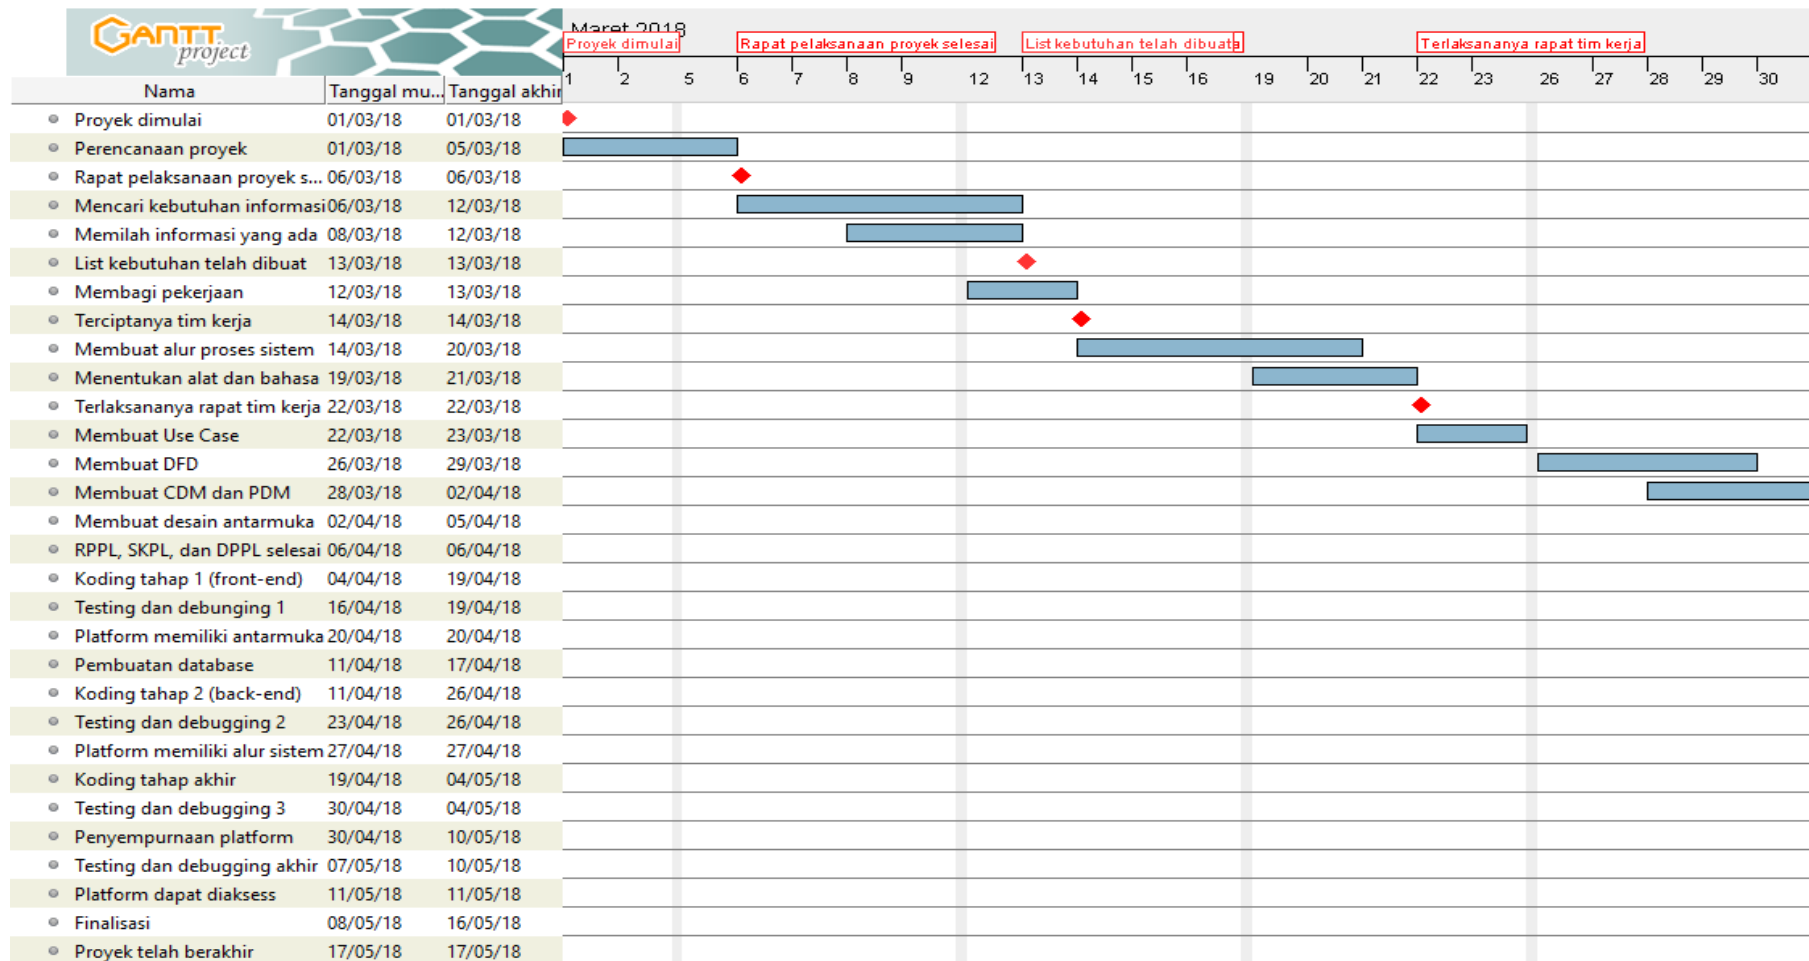 GANTT
project
Maret 2018
Proyek dimulai
Rapat pelaksanaan proyek selesai
List kebutuhan telah dibuat
Terlaksananya rapat tim kerja
1 2 5 6 7 8 9 12 13 14 15 16 19 20 21 22 23 26 27 28 29 30
Nama Tanggal mu... Tanggal akhir
Proyek dimulai 01/03/18 01/03/18
Perencanaan proyek 01/03/18 05/03/18
Rapat pelaksanaan proyek s... 06/03/18 06/03/18
Mencari kebutuhan informasi 06/03/18 12/03/18
Memilah informasi yang ada 08/03/18 12/03/18
List kebutuhan telah dibuat 13/03/18 13/03/18
Membagi pekerjaan 12/03/18 13/03/18
Terciptanya tim kerja 14/03/18 14/03/18
Membuat alur proses sistem 14/03/18 20/03/18
Menentukan alat dan bahasa 19/03/18 21/03/18
Terlaksananya rapat tim kerja 22/03/18 22/03/18
Membuat Use Case 22/03/18 23/03/18
Membuat DFD 26/03/18 29/03/18
Membuat CDM dan PDM 28/03/18 02/04/18
Membuat desain antarmuka 02/04/18 05/04/18
RPPL, SKPL, dan DPPL selesai 06/04/18 06/04/18
Koding tahap 1 (front-end) 04/04/18 19/04/18
Testing dan debunging 1 16/04/18 19/04/18
Platform memiliki antarmuka 20/04/18 20/04/18
Pembuatan database 11/04/18 17/04/18
Koding tahap 2 (back-end) 11/04/18 26/04/18
Testing dan debugging 2 23/04/18 26/04/18
Platform memiliki alur sistem 27/04/18 27/04/18
Koding tahap akhir 19/04/18 04/05/18
Testing dan debugging 3 30/04/18 04/05/18
Penyempurnaan platform 30/04/18 10/05/18
Testing dan debugging akhir 07/05/18 10/05/18
Platform dapat diaksess 11/05/18 11/05/18
Finalisasi 08/05/18 16/05/18
Proyek telah berakhir 17/05/18 17/05/18